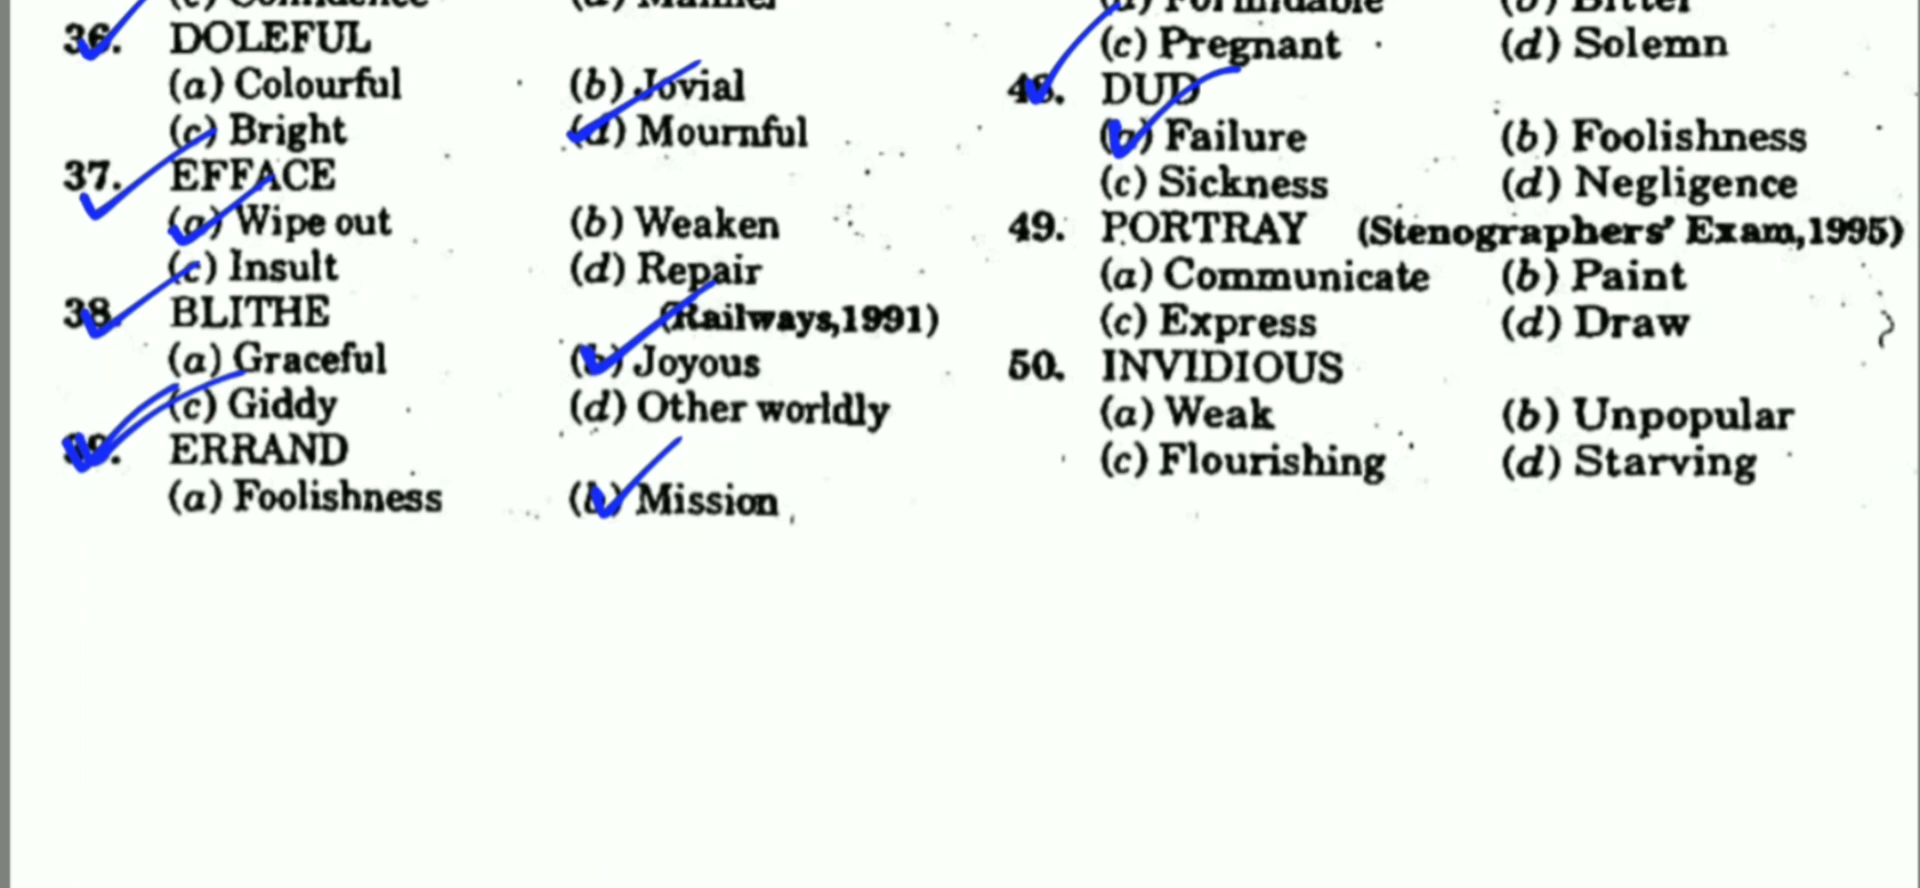 36. DOLEFUL
(a) Colourful (b) Jovial
(c) Bright (d) Mournful
37. EFFACE
(a) Wipe out (b) Weaken
(c) Insult (d) Repair
38. BLITHE (Railways,1991)
(a) Graceful (b) Joyous
(c) Giddy (d) Other worldly
39. ERRAND
(a) Foolishness (b) Mission
(c) Pregnant (d) Solemn
48. DUD
(a) Failure (b) Foolishness
(c) Sickness (d) Negligence
49. PORTRAY (Stenographers' Exam,1995)
(a) Communicate (b) Paint
(c) Express (d) Draw
50. INVIDIOUS
(a) Weak (b) Unpopular
(c) Flourishing (d) Starving